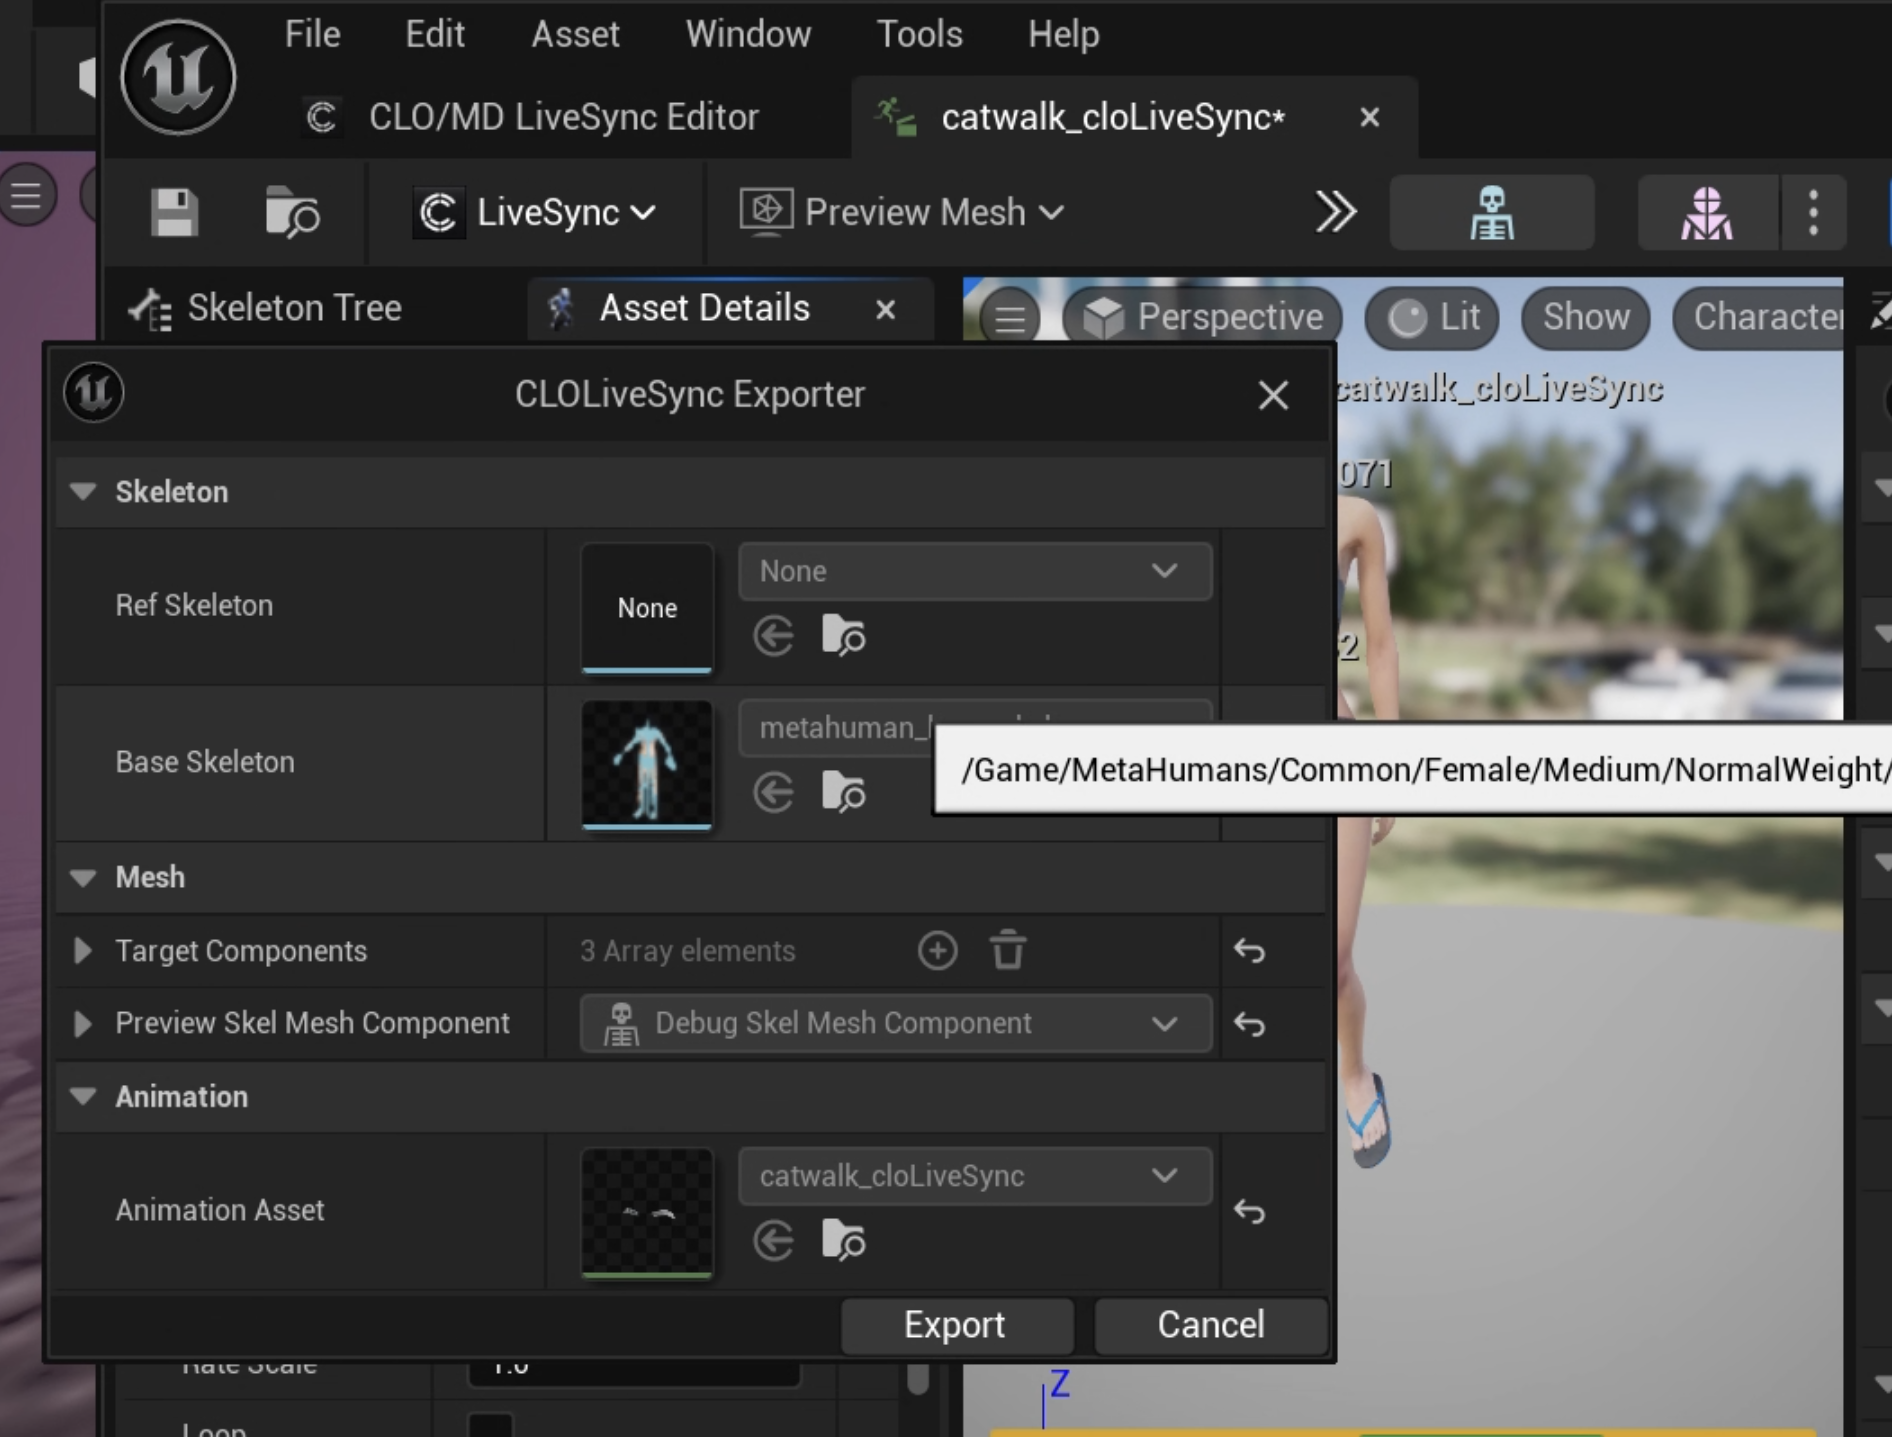 File Edit Asset Window Tools Help
CLO/MD LiveSync Editor
catwalk_cloLiveSync*
LiveSync
Preview Mesh
Skeleton Tree
Asset Details
Perspective
Lit
Show
Character
CLOLiveSync Exporter
catwalk_cloLiveSync
071
Skeleton
Ref Skeleton
None
None
2
Base Skeleton
metahuman_
/Game/MetaHumans/Common/Female/Medium/NormalWeight/
Mesh
Target Components
3 Array elements
Preview Skel Mesh Component
Debug Skel Mesh Component
Animation
Animation Asset
catwalk_cloLiveSync
Export
Cancel
Rate Scale
1.0
Loop
Z